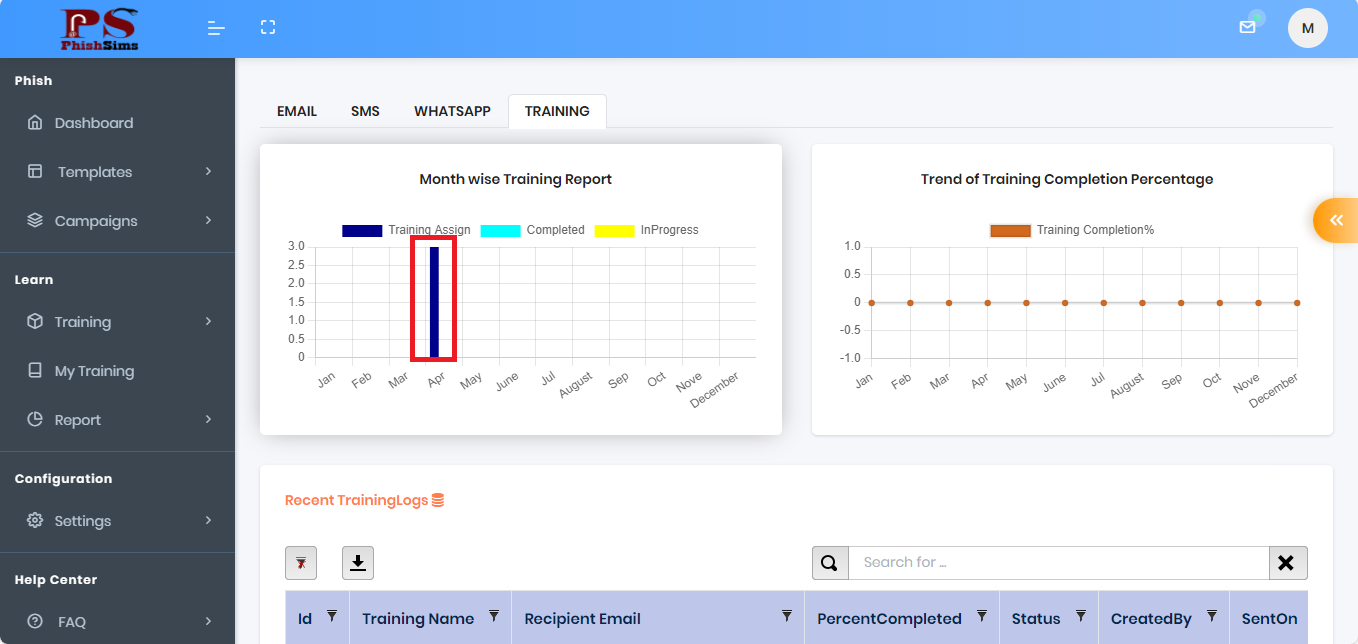 PS
PhishSims
M
Phish
Dashboard
Templates
Campaigns
Learn
Training
My Training
Report
Configuration
Settings
Help Center
FAQ
EMAIL SMS WHATSAPP TRAINING
Month wise Training Report
Training Assign Completed InProgress
3.0
2.5
2.0
1.5
1.0
0.5
0
Jan Feb Mar Apr May June Jul August Sep Oct Nove December
Trend of Training Completion Percentage
Training Completion%
1.0
0.5
0
-0.5
-1.0
Jan Feb Mar Apr May June Jul August Sep Oct Nove December
Recent TrainingLogs
Search for ...
Id Training Name Recipient Email PercentCompleted Status CreatedBy SentOn